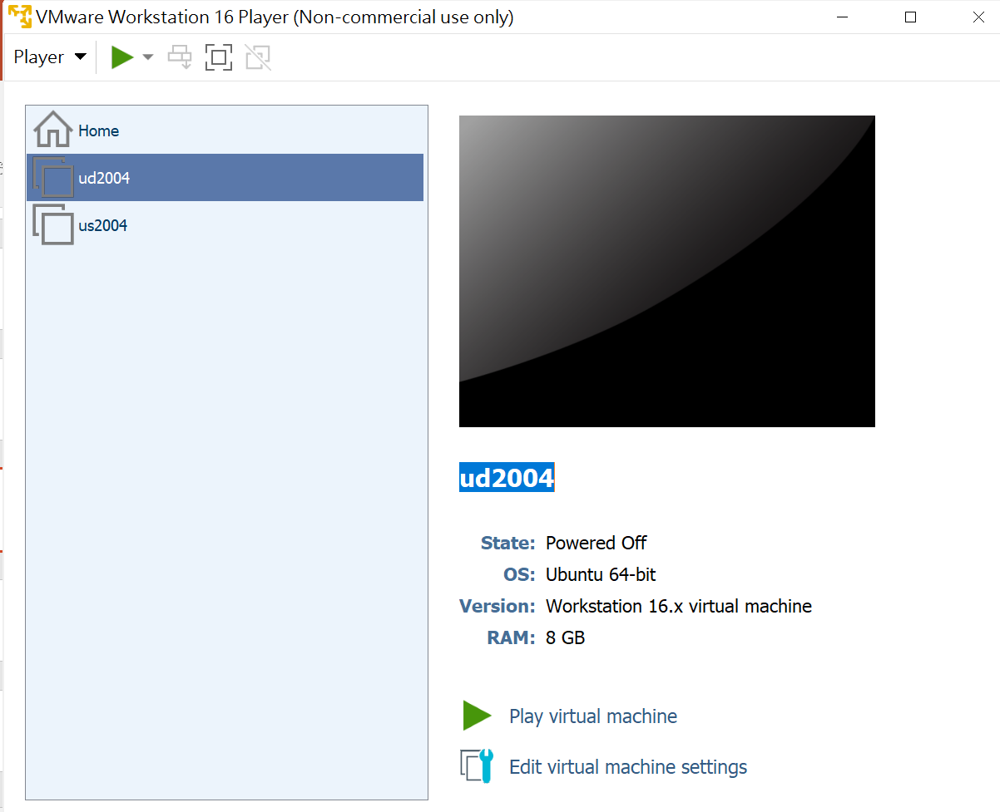 VMware Workstation 16 Player (Non-commercial use only)
Player
Home
ud2004
us2004
ud2004
State: Powered Off
OS: Ubuntu 64-bit
Version: Workstation 16.x virtual machine
RAM: 8 GB
Play virtual machine
Edit virtual machine settings